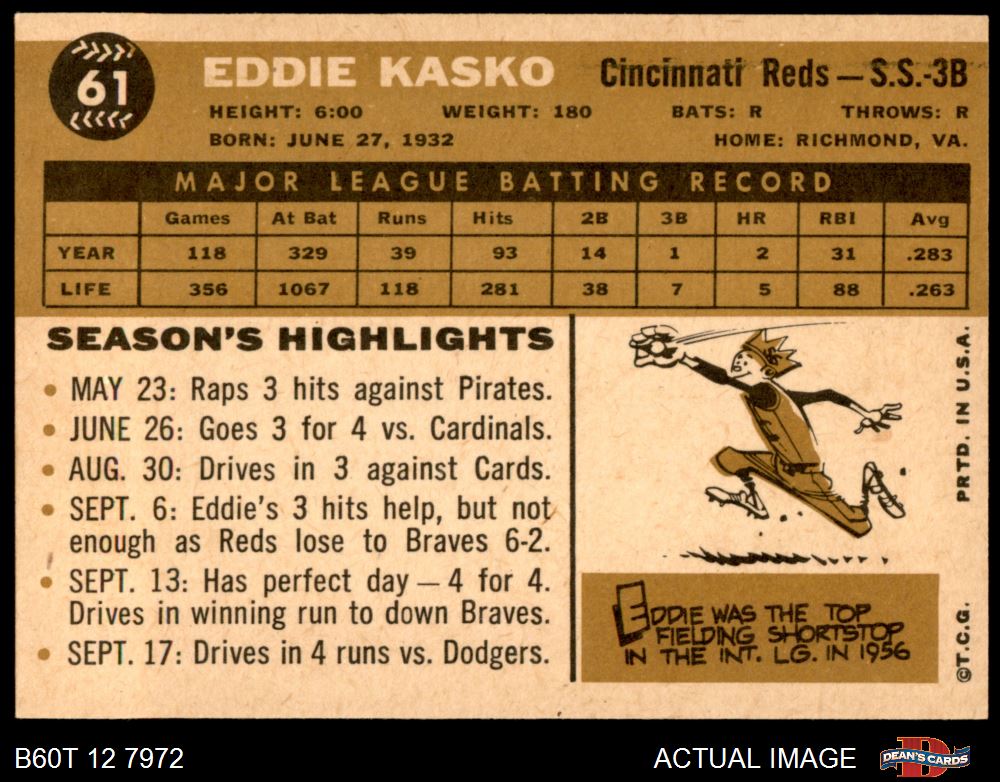 61
EDDIE KASKO
Cincinnati Reds — S.S.-3B
HEIGHT: 6:00 WEIGHT: 180 BATS: R THROWS: R
BORN: JUNE 27, 1932 HOME: RICHMOND, VA.
MAJOR LEAGUE BATTING RECORD
Games At Bat Runs Hits 2B 3B HR RBI Avg
YEAR 118 329 39 93 14 1 2 31 .283
LIFE 356 1067 118 281 38 7 5 88 .263
SEASON'S HIGHLIGHTS
• MAY 23: Raps 3 hits against Pirates.
• JUNE 26: Goes 3 for 4 vs. Cardinals.
• AUG. 30: Drives in 3 against Cards.
• SEPT. 6: Eddie's 3 hits help, but not
enough as Reds lose to Braves 6-2.
• SEPT. 13: Has perfect day — 4 for 4.
Drives in winning run to down Braves.
• SEPT. 17: Drives in 4 runs vs. Dodgers.
EDDIE WAS THE TOP
FIELDING SHORTSTOP
IN THE INT. LG. IN 1956
PRTD. IN U.S.A.
©T.C.G.
B60T 12 7972
ACTUAL IMAGE
DEAN'S CARDS